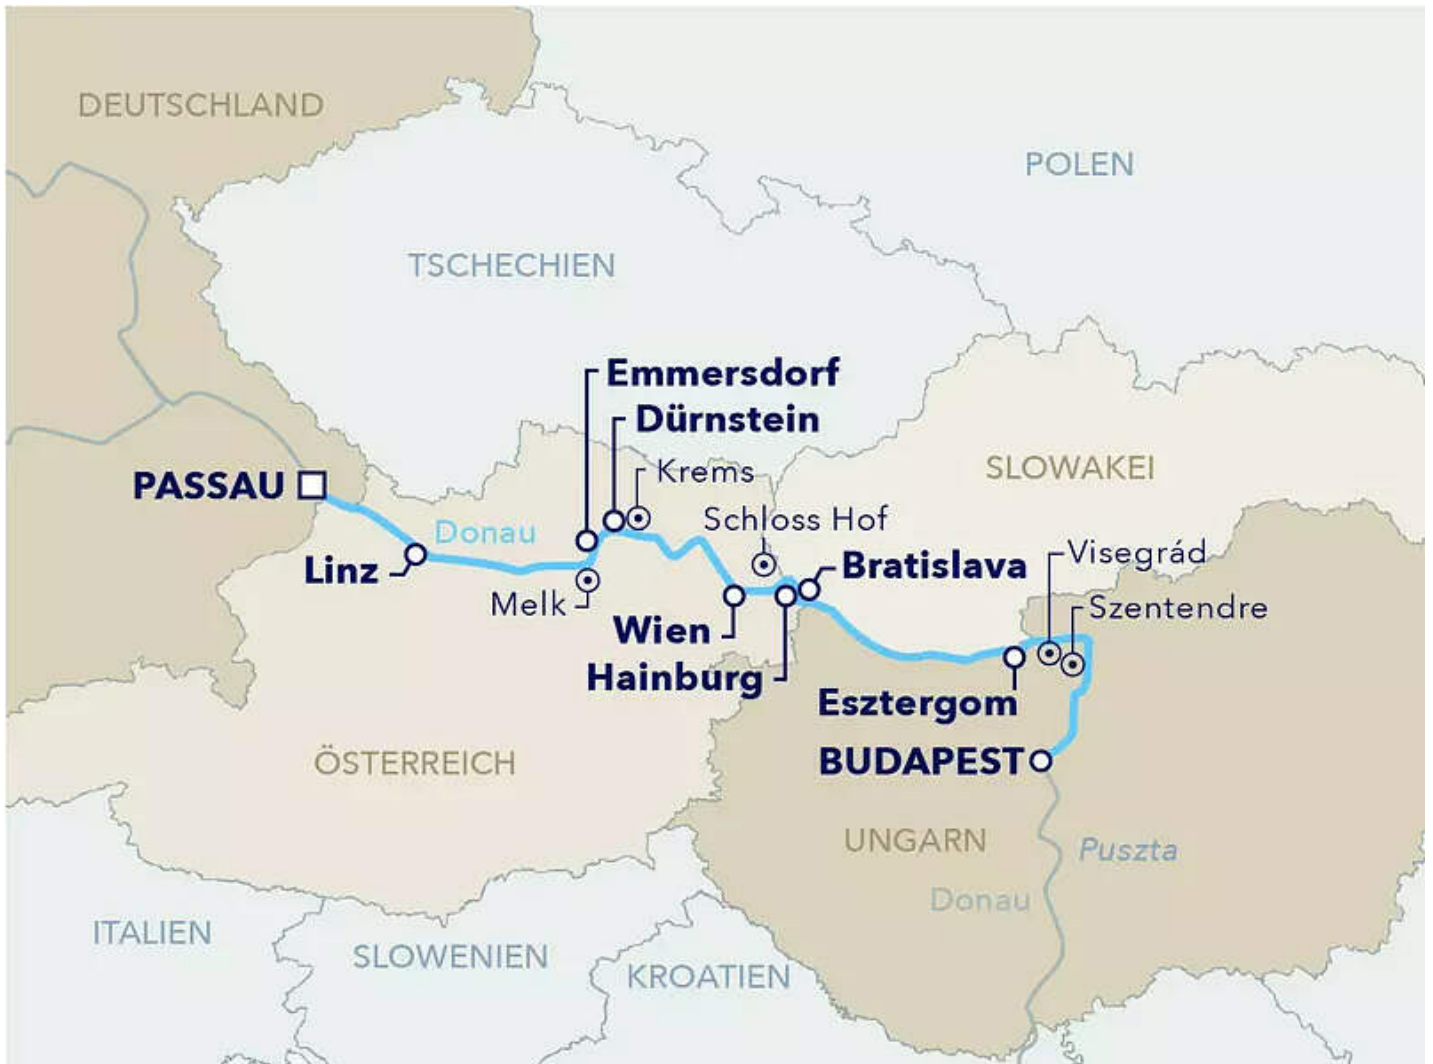 DEUTSCHLAND
POLEN
TSCHECHIEN
Emmersdorf
Dürnstein
Krems
SLOWAKEI
PASSAU
Schloss Hof
Donau
Visegrád
Bratislava
Linz
Melk
Szentendre
Wien
Hainburg
Esztergom
ÖSTERREICH
BUDAPEST
UNGARN
Puszta
Donau
ITALIEN
SLOWENIEN
KROATIEN